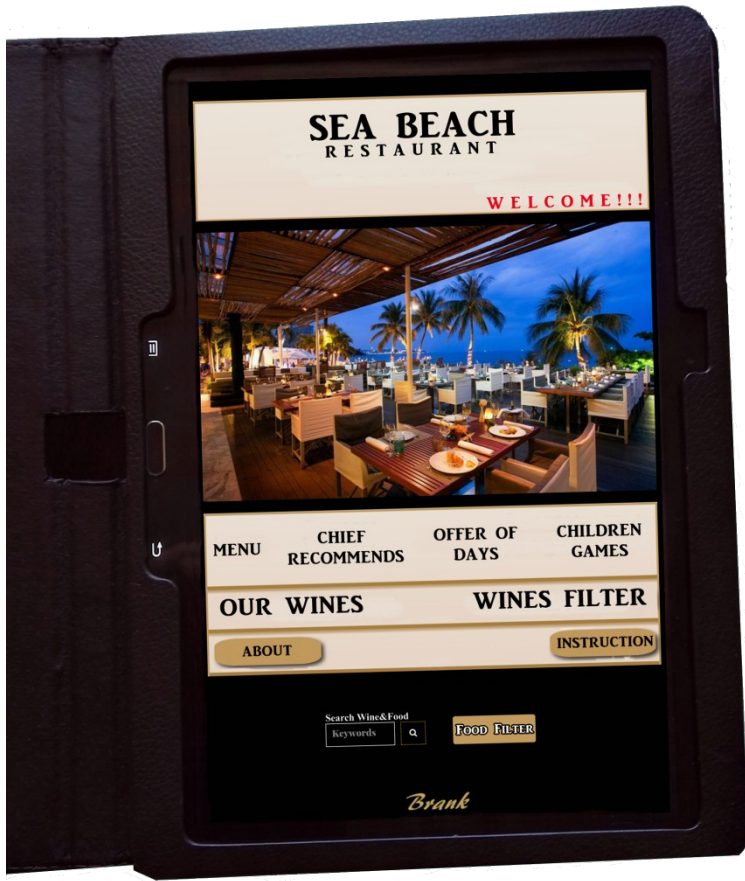 SEA BEACH
RESTAURANT
WELCOME!!!
MENU
CHIEF
RECOMMENDS
OFFER OF
DAYS
CHILDREN
GAMES
OUR WINES
WINES FILTER
ABOUT
INSTRUCTION
Search Wine&Food
Keywords
Food Filter
Brank